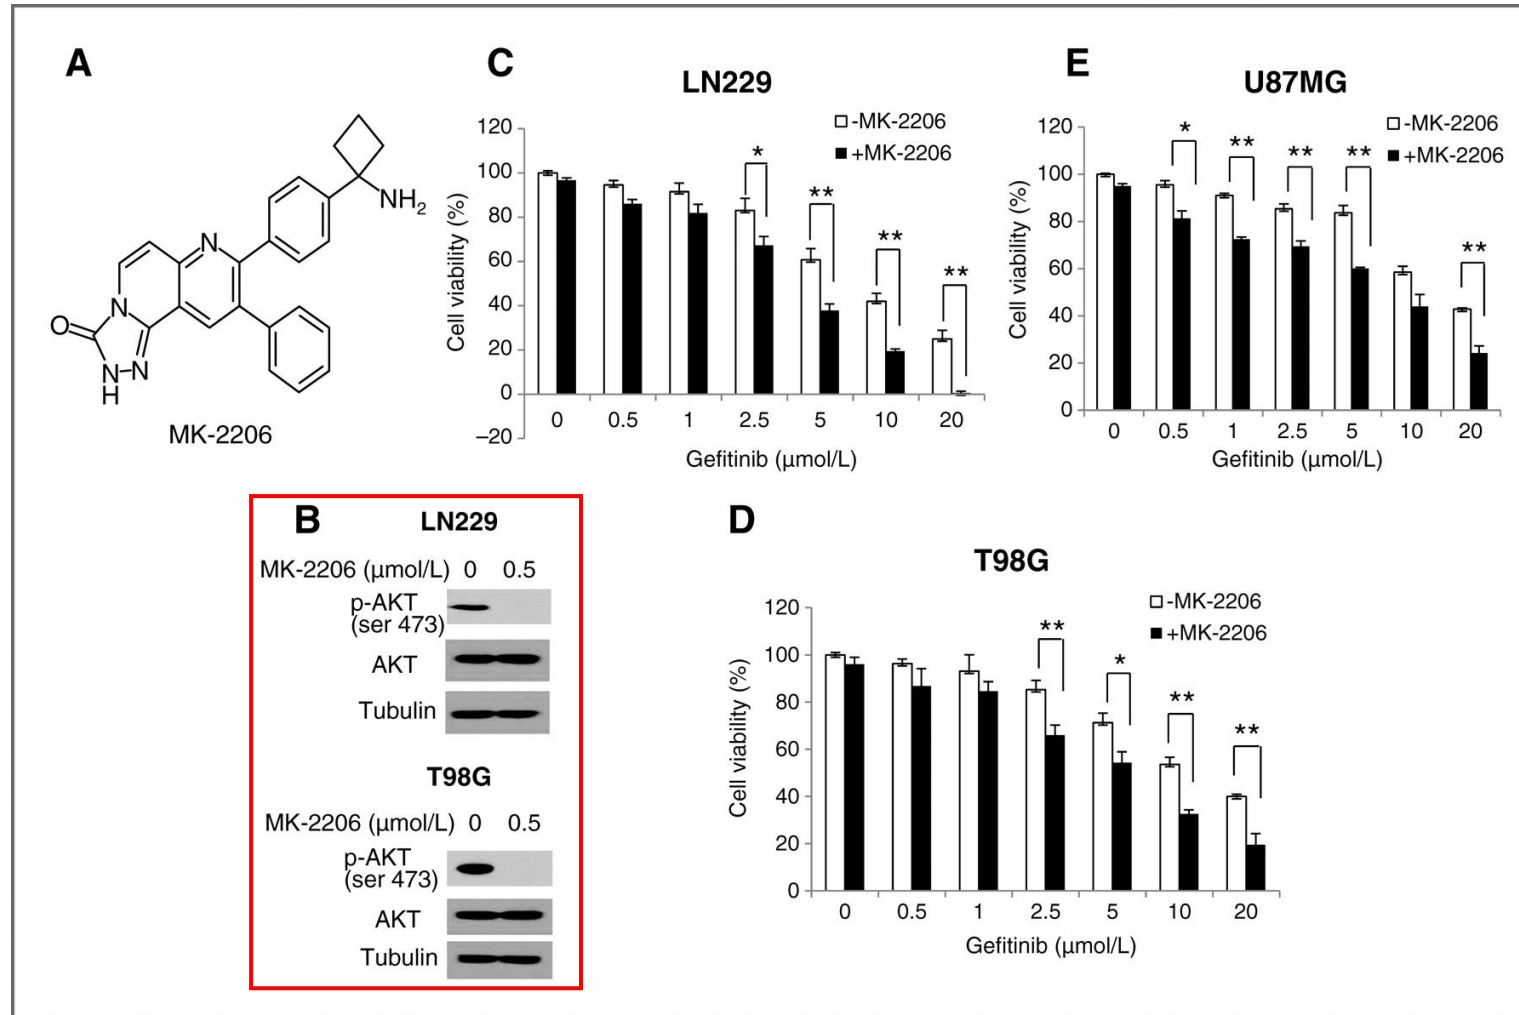 A
O
N
N
N
H
N
NH2
MK-2206
B
LN229
MK-2206 (µmol/L) 0 0.5
p-AKT
(ser 473)
AKT
Tubulin
T98G
MK-2206 (µmol/L) 0 0.5
p-AKT
(ser 473)
AKT
Tubulin
C
LN229
-MK-2206
+MK-2206
Cell viability (%)
120
100
80
60
40
20
0
–20
*
**
**
**
0 0.5 1 2.5 5 10 20
Gefitinib (µmol/L)
D
T98G
-MK-2206
+MK-2206
Cell viability (%)
120
100
80
60
40
20
0
**
*
**
**
0 0.5 1 2.5 5 10 20
Gefitinib (µmol/L)
E
U87MG
-MK-2206
+MK-2206
Cell viability (%)
120
100
80
60
40
20
0
*
**
**
**
**
0 0.5 1 2.5 5 10 20
Gefitinib (µmol/L)